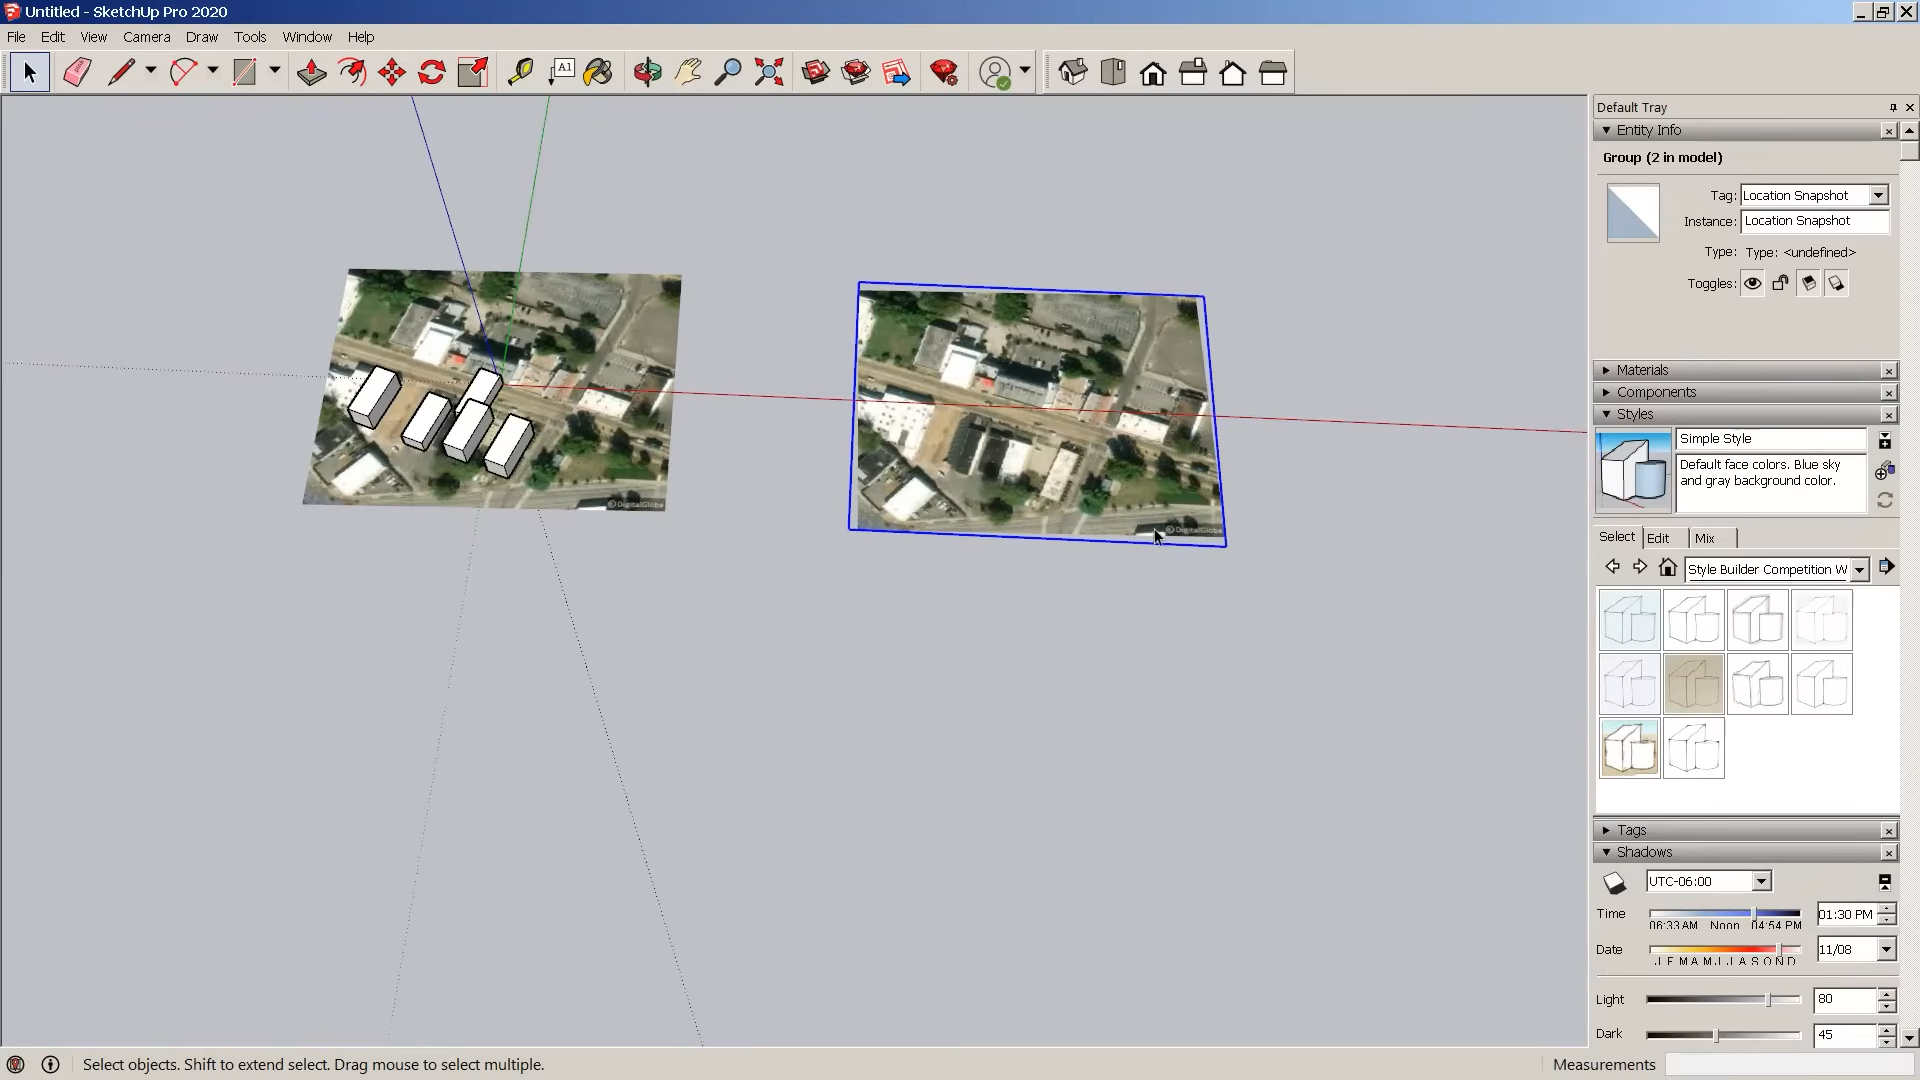 Untitled - SketchUp Pro 2020
File Edit View Camera Draw Tools Window Help
A1
Default Tray
Entity Info
Group (2 in model)
Tag: Location Snapshot
Instance: Location Snapshot
Type: Type: <undefined>
Toggles:
Materials
Components
Styles
Simple Style
Default face colors. Blue sky
and gray background color.
Select Edit Mix
Style Builder Competition W
Tags
Shadows
UTC-06:00
Time 01:30 PM
06:33 AM Noon 04:54 PM
Date 11/08
J F M A M J J A S O N D
Light 80
Dark 45
DigitalGlobe
DigitalGlobe
Select objects. Shift to extend select. Drag mouse to select multiple.
Measurements